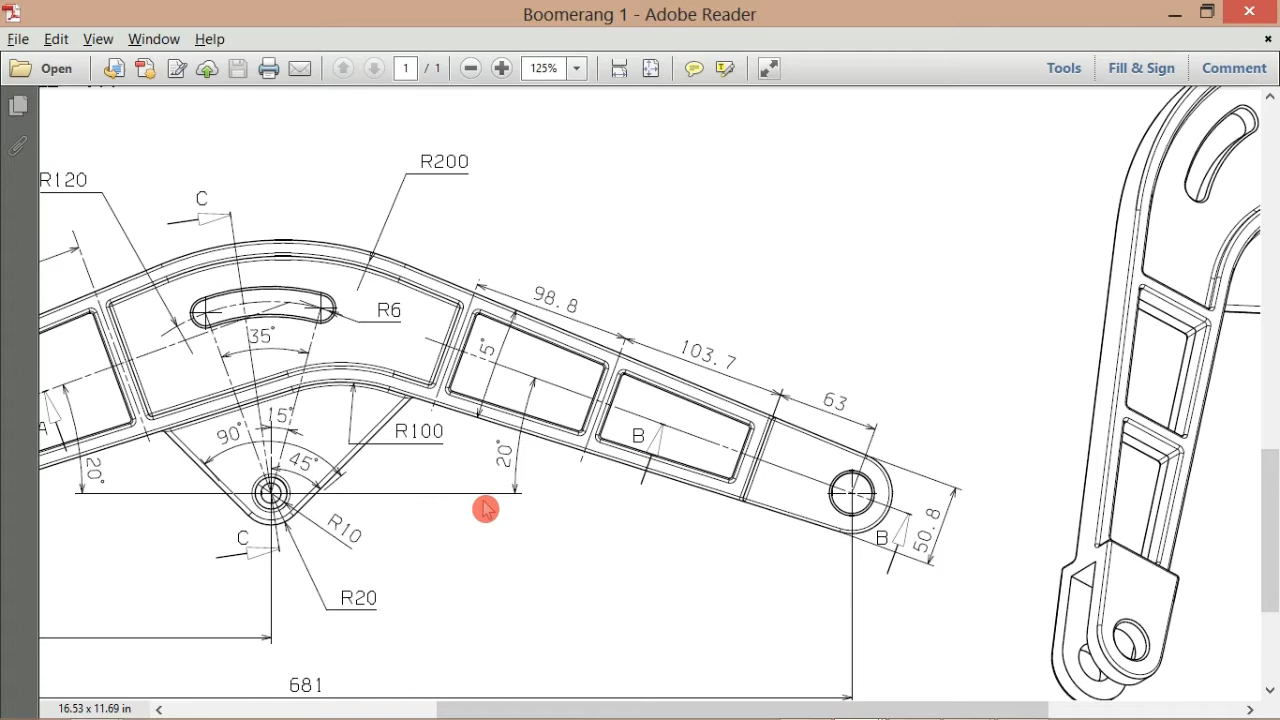 Boomerang 1 - Adobe Reader
File Edit View Window Help
Open 1 / 1 125% Tools Fill & Sign Comment
R200
R120
C
98.8
R6
35°
5°
103.7
63
15°
90°
R100
B
A
45°
20°
20°
R10
50.8
C
B
R20
681
16.53 x 11.69 in